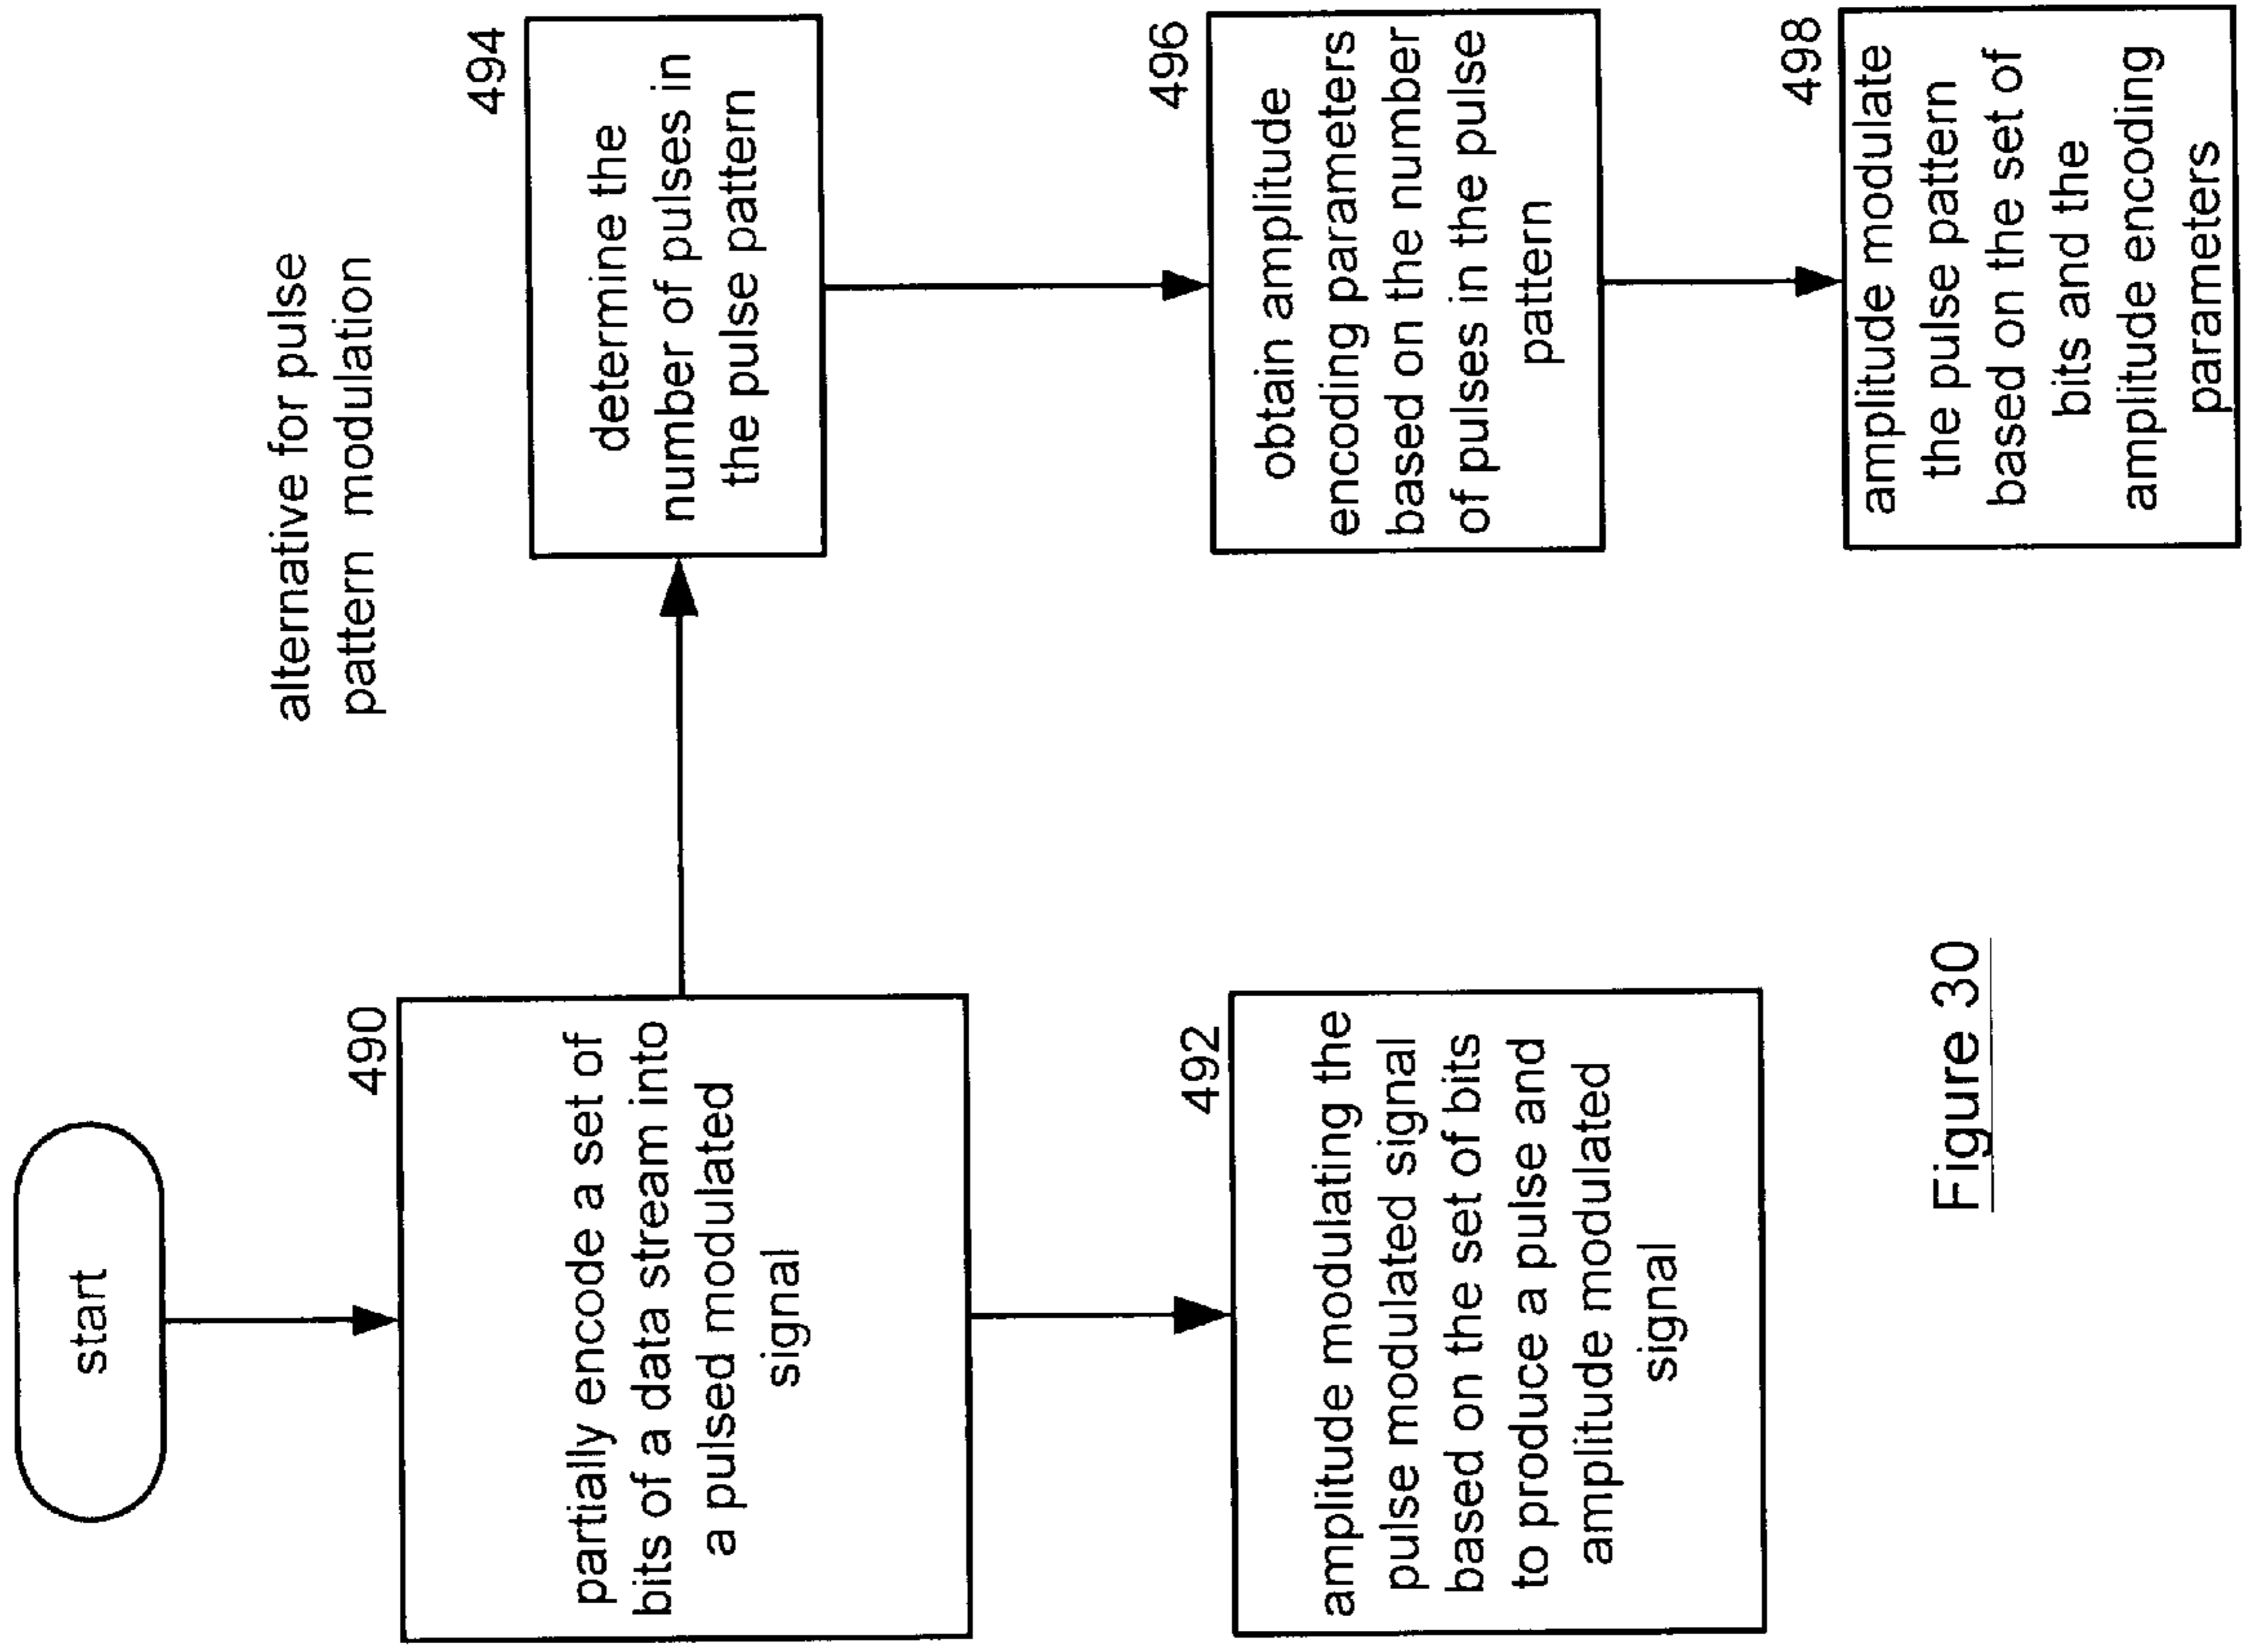 start
490
partially encode a set of
bits of a data stream into
a pulsed modulated
signal
492
amplitude modulating the
pulse modulated signal
based on the set of bits
to produce a pulse and
amplitude modulated
signal
alternative for pulse
pattern modulation
494
determine the
number of pulses in
the pulse pattern
496
obtain amplitude
encoding parameters
based on the number
of pulses in the pulse
pattern
498
amplitude modulate
the pulse pattern
based on the set of
bits and the
amplitude encoding
parameters
Figure 30